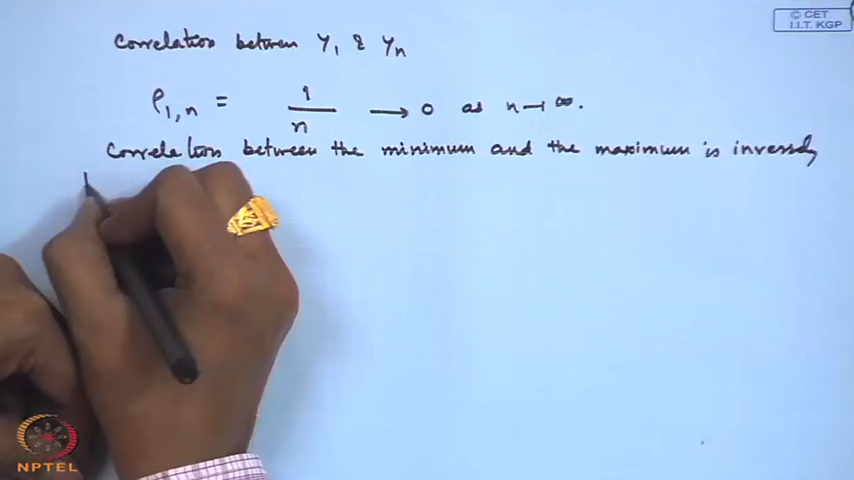 © CET
I.I.T. KGP
Correlation between Y₁ & Yₙ
ρ₁,ₙ = 1/n → 0 as n → ∞.
Correlation between the minimum and the maximum is inversely
NPTEL